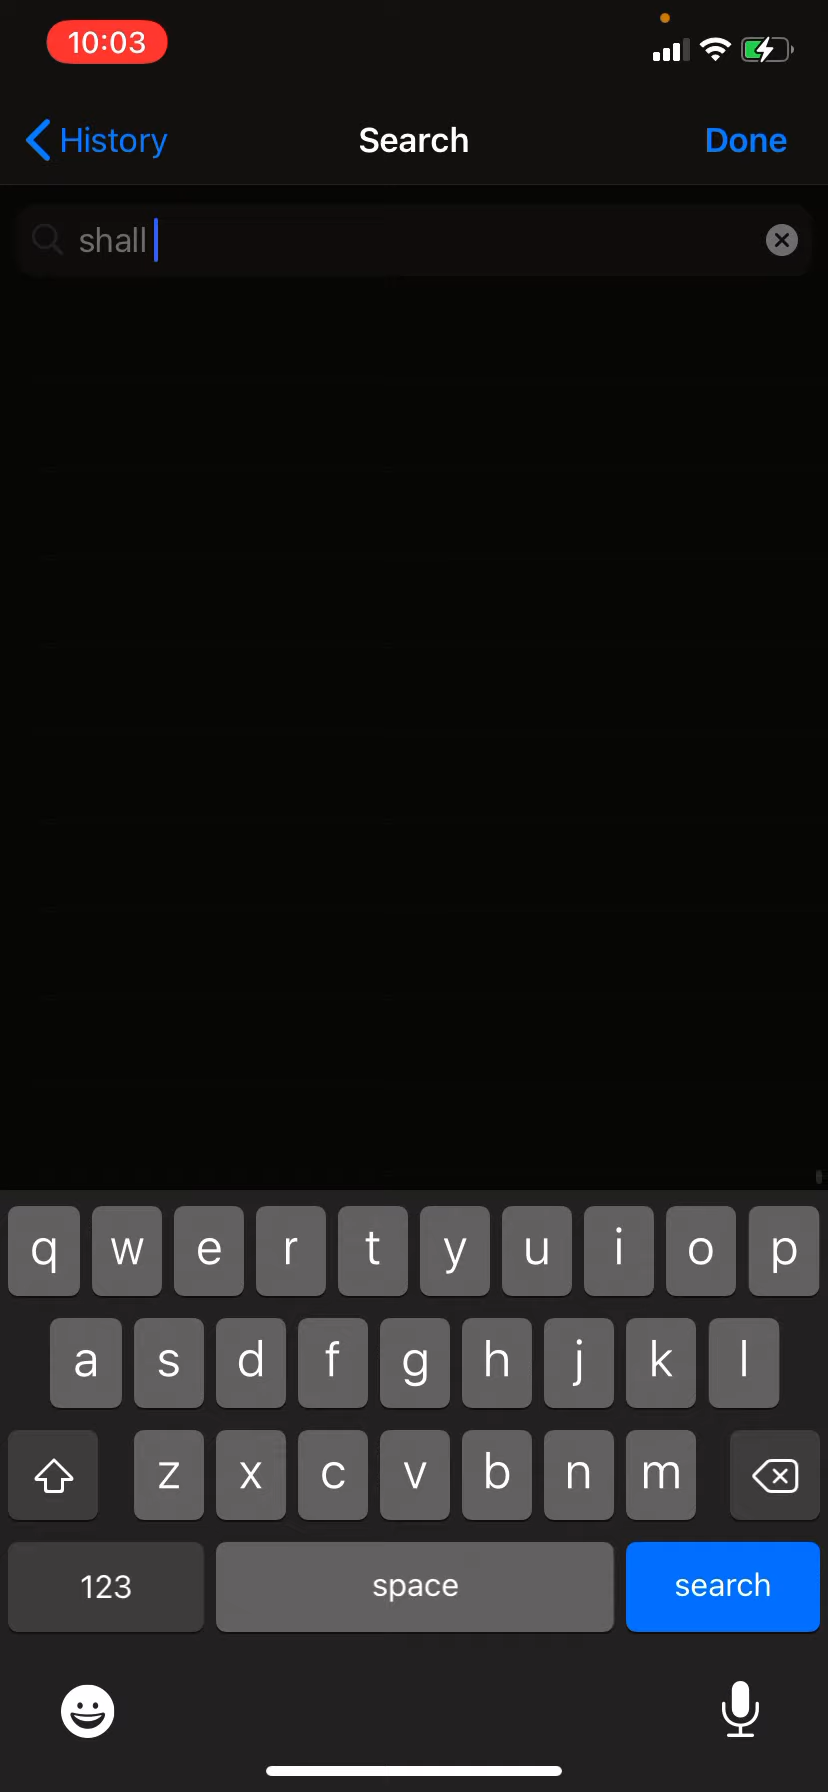 10:03
History Search Done
shall
q w e r t y u i o p
a s d f g h j k l
z x c v b n m
123 space search